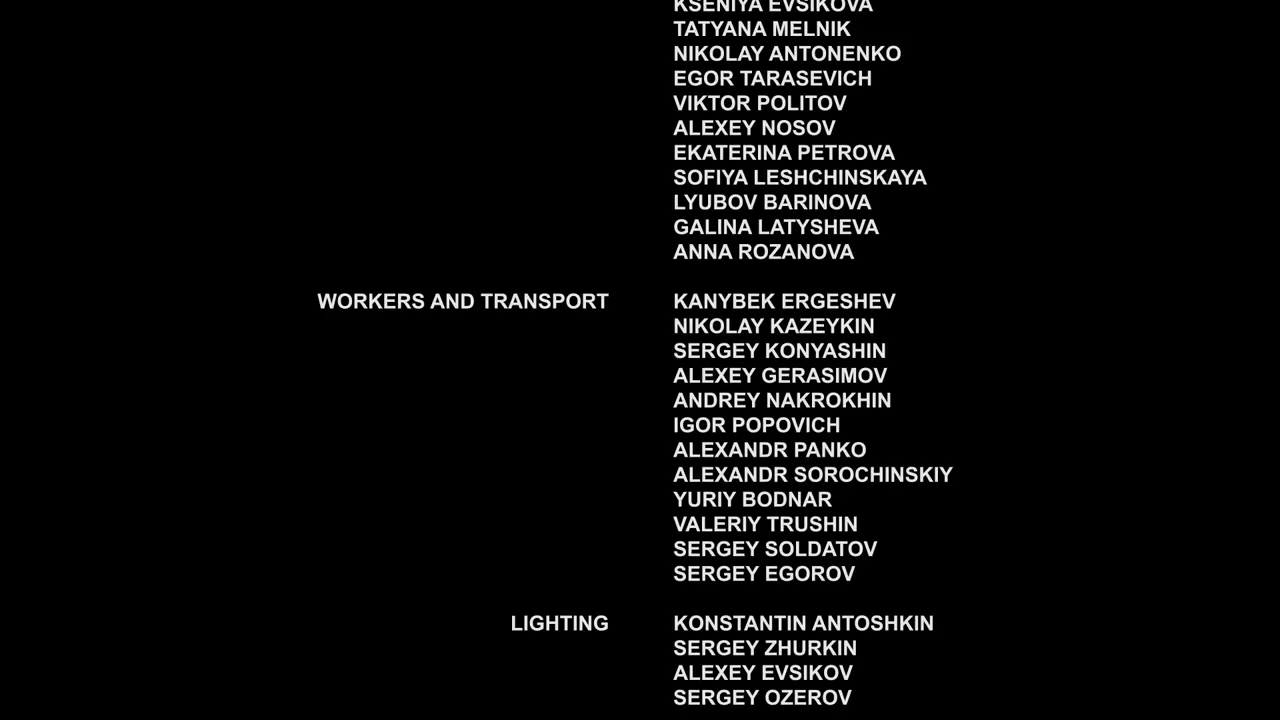 KSENIYA EVSIKOVA
TATYANA MELNIK
NIKOLAY ANTONENKO
EGOR TARASEVICH
VIKTOR POLITOV
ALEXEY NOSOV
EKATERINA PETROVA
SOFIYA LESHCHINSKAYA
LYUBOV BARINOVA
GALINA LATYSHEVA
ANNA ROZANOVA
WORKERS AND TRANSPORT KANYBEK ERGESHEV
NIKOLAY KAZEYKIN
SERGEY KONYASHIN
ALEXEY GERASIMOV
ANDREY NAKROKHIN
IGOR POPOVICH
ALEXANDR PANKO
ALEXANDR SOROCHINSKIY
YURIY BODNAR
VALERIY TRUSHIN
SERGEY SOLDATOV
SERGEY EGOROV
LIGHTING KONSTANTIN ANTOSHKIN
SERGEY ZHURKIN
ALEXEY EVSIKOV
SERGEY OZEROV